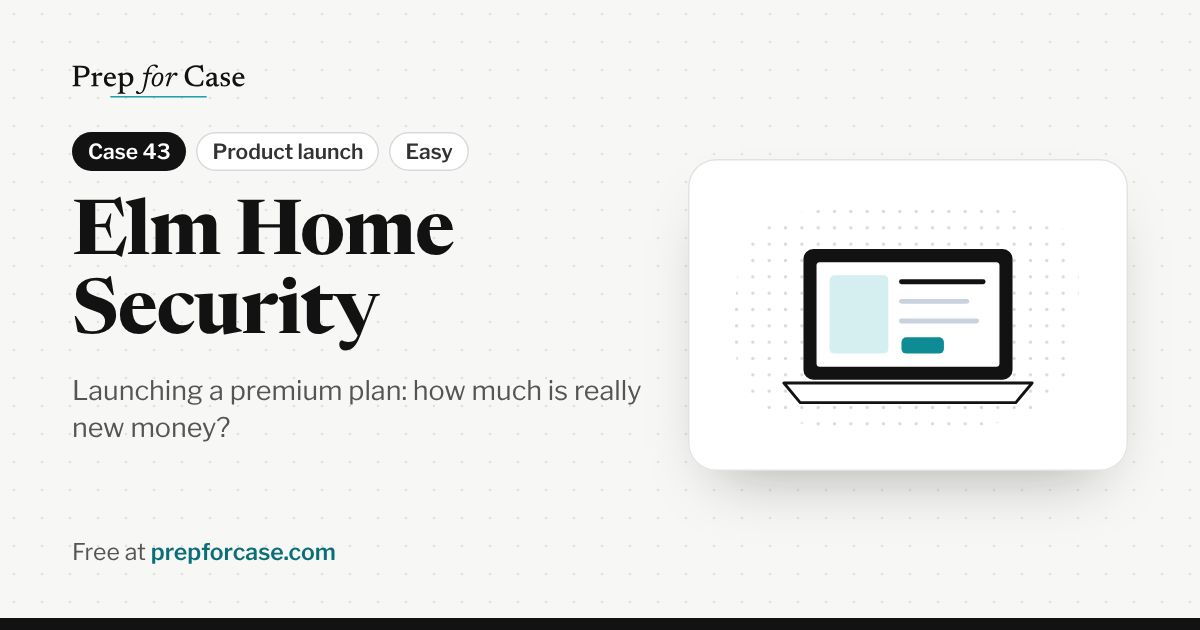 Prep for Case
Case 43
Product launch
Easy
Elm Home
Security
Launching a premium plan: how much is really
new money?
Free at prepforcase.com